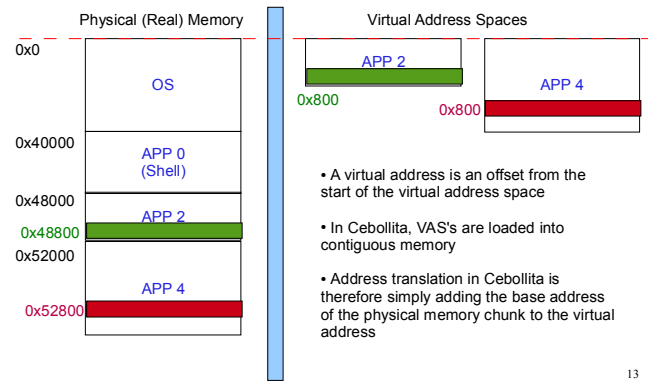 Physical (Real) Memory
Virtual Address Spaces
0x0
OS
0x40000
APP 0
(Shell)
0x48000
APP 2
0x48800
0x52000
APP 4
0x52800
APP 2
0x800
APP 4
0x800
• A virtual address is an offset from the
start of the virtual address space
• In Cebollita, VAS's are loaded into
contiguous memory
• Address translation in Cebollita is
therefore simply adding the base address
of the physical memory chunk to the virtual
address
13